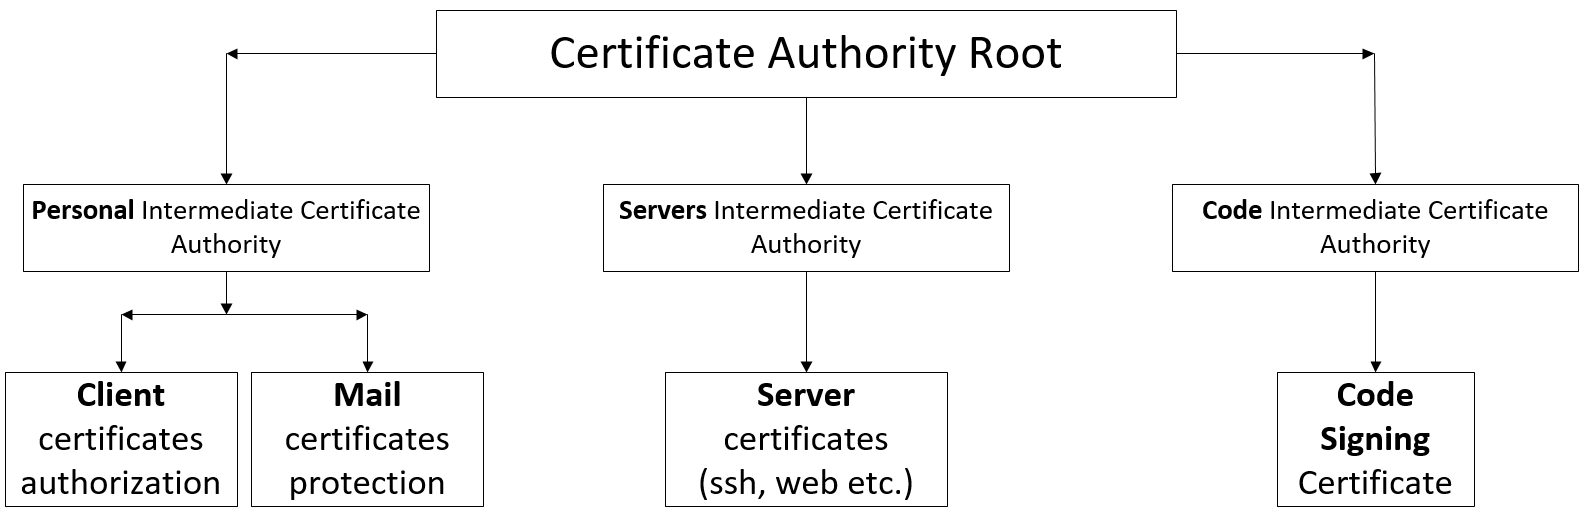 Certificate Authority Root
Personal Intermediate Certificate
Authority
Servers Intermediate Certificate
Authority
Code Intermediate Certificate
Authority
Client
certificates
authorization
Mail
certificates
protection
Server
certificates
(ssh, web etc.)
Code
Signing
Certificate